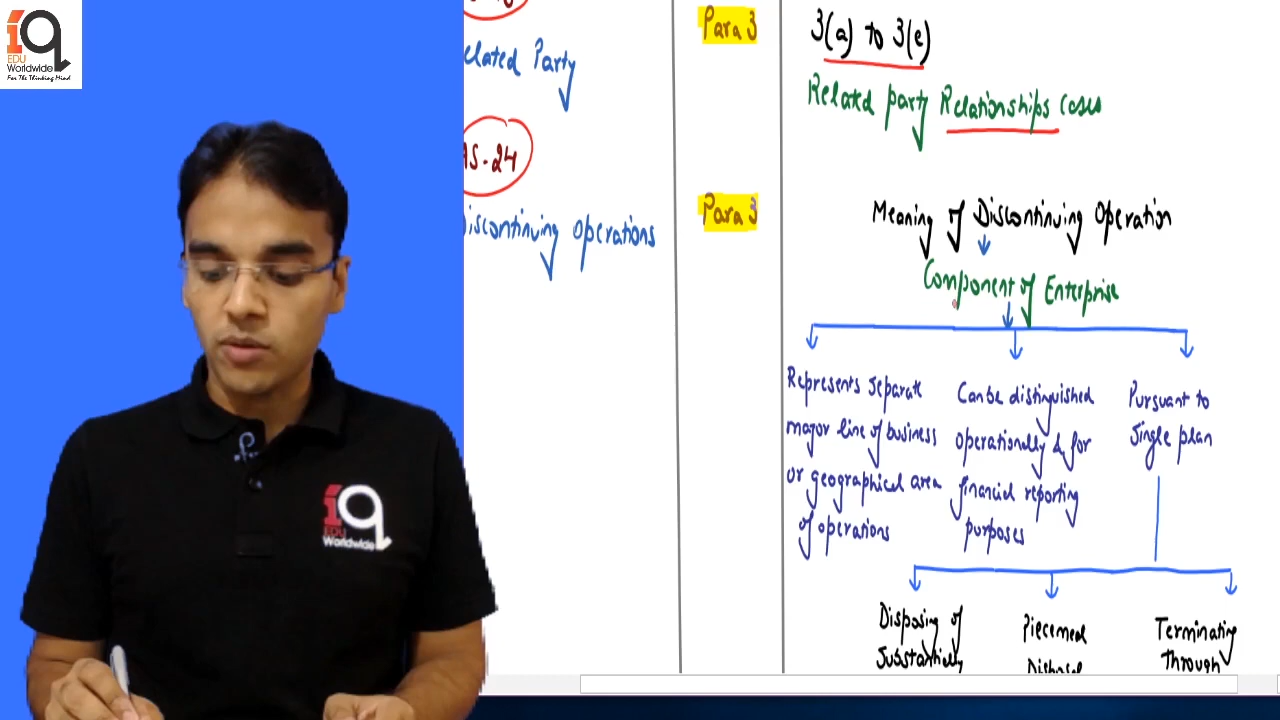 iq
EDU
Worldwide
For The Thinking Mind
elated Party
AS-24
Discontinuing operations
Para 3
3(a) to 3(e)
Related party Relationships cases
Para 3
Meaning of Discontinuing Operation
Component of Enterprise
Represents separate
major line of business
or geographical area
of operations
Can be distinguished
operationally & for
financial reporting
purposes
Pursuant to
single plan
Disposing of
Substantially
Piecemeal
Disposal
Terminating
Through
iq
EDU
Worldwide